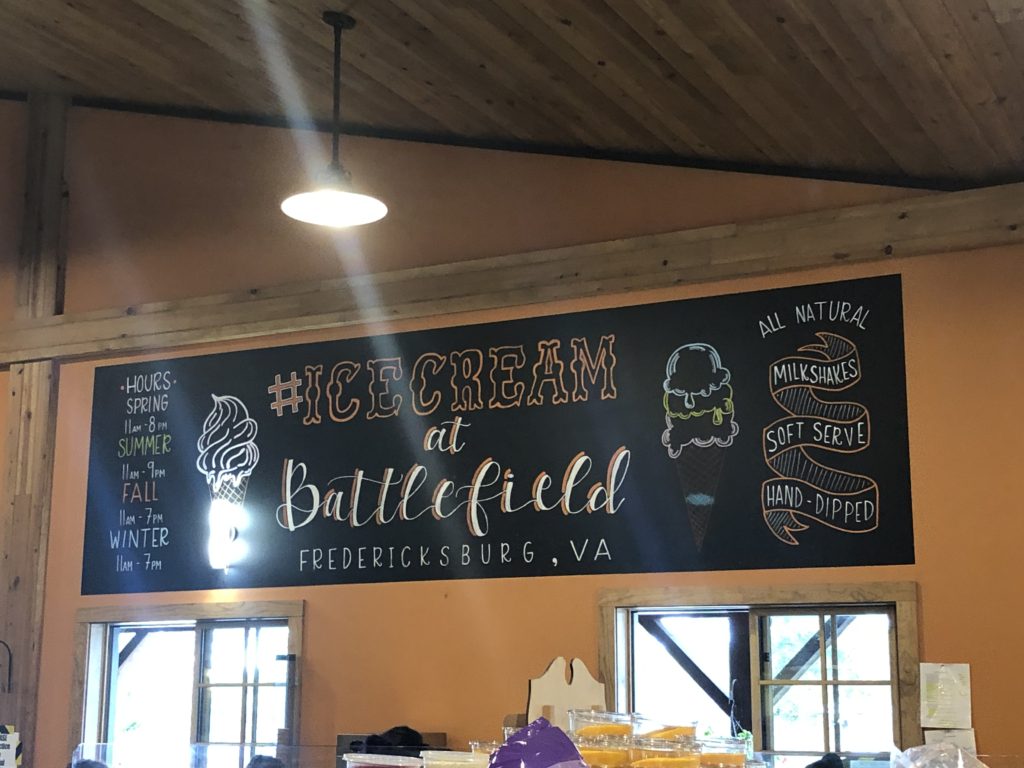 HOURS
SPRING
11AM - 8PM
SUMMER
11AM - 9PM
FALL
11AM - 7PM
WINTER
11AM - 7PM
#ICECREAM
at
Battlefield
FREDERICKSBURG, VA
ALL NATURAL
MILKSHAKES
SOFT SERVE
HAND-DIPPED